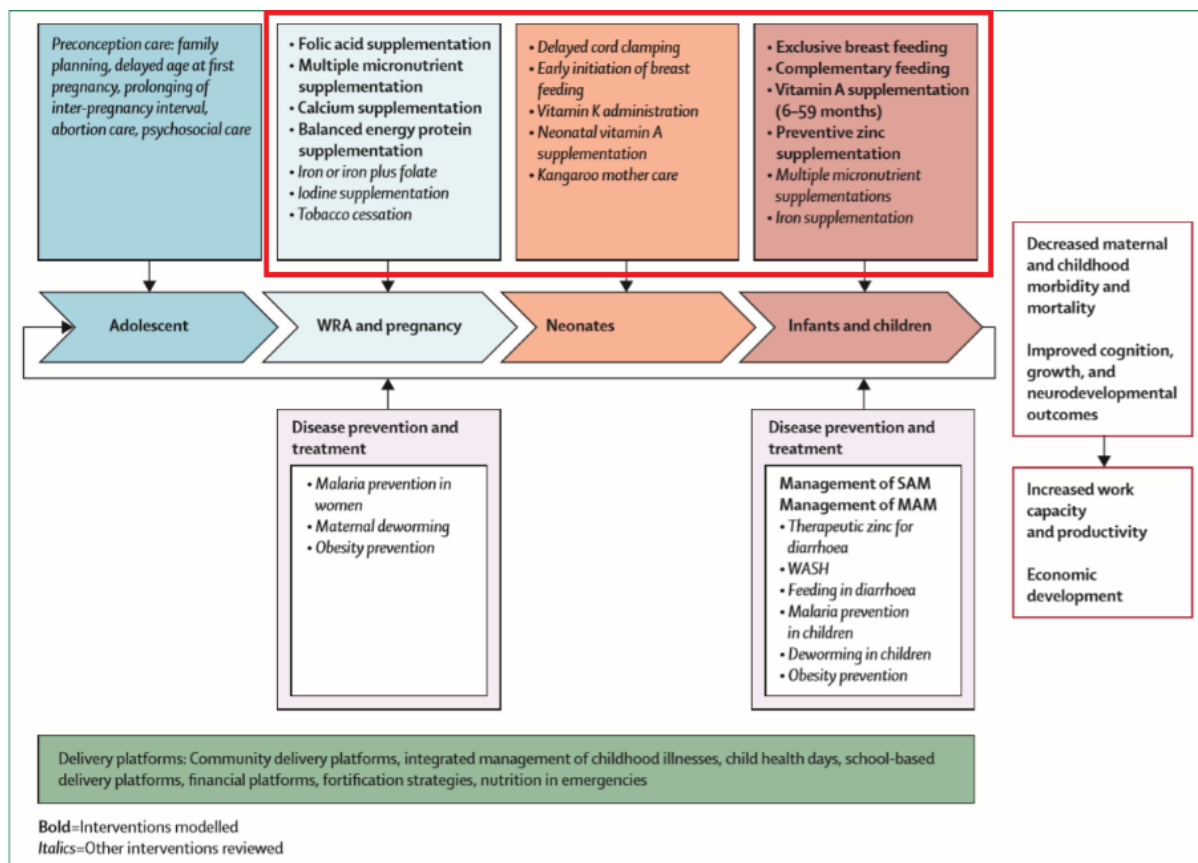 Preconception care: family
planning, delayed age at first
pregnancy, prolonging of
inter-pregnancy interval,
abortion care, psychosocial care
• Folic acid supplementation
• Multiple micronutrient
supplementation
• Calcium supplementation
• Balanced energy protein
supplementation
• Iron or iron plus folate
• Iodine supplementation
• Tobacco cessation
• Delayed cord clamping
• Early initiation of breast
feeding
• Vitamin K administration
• Neonatal vitamin A
supplementation
• Kangaroo mother care
• Exclusive breast feeding
• Complementary feeding
• Vitamin A supplementation
(6–59 months)
• Preventive zinc
supplementation
• Multiple micronutrient
supplementations
• Iron supplementation
Adolescent
WRA and pregnancy
Neonates
Infants and children
Decreased maternal
and childhood
morbidity and
mortality
Improved cognition,
growth, and
neurodevelopmental
outcomes
Increased work
capacity
and productivity
Economic
development
Disease prevention and
treatment
• Malaria prevention in
women
• Maternal deworming
• Obesity prevention
Disease prevention and
treatment
Management of SAM
Management of MAM
• Therapeutic zinc for
diarrhoea
• WASH
• Feeding in diarrhoea
• Malaria prevention
in children
• Deworming in children
• Obesity prevention
Delivery platforms: Community delivery platforms, integrated management of childhood illnesses, child health days, school-based
delivery platforms, financial platforms, fortification strategies, nutrition in emergencies
Bold=Interventions modelled
Italics=Other interventions reviewed